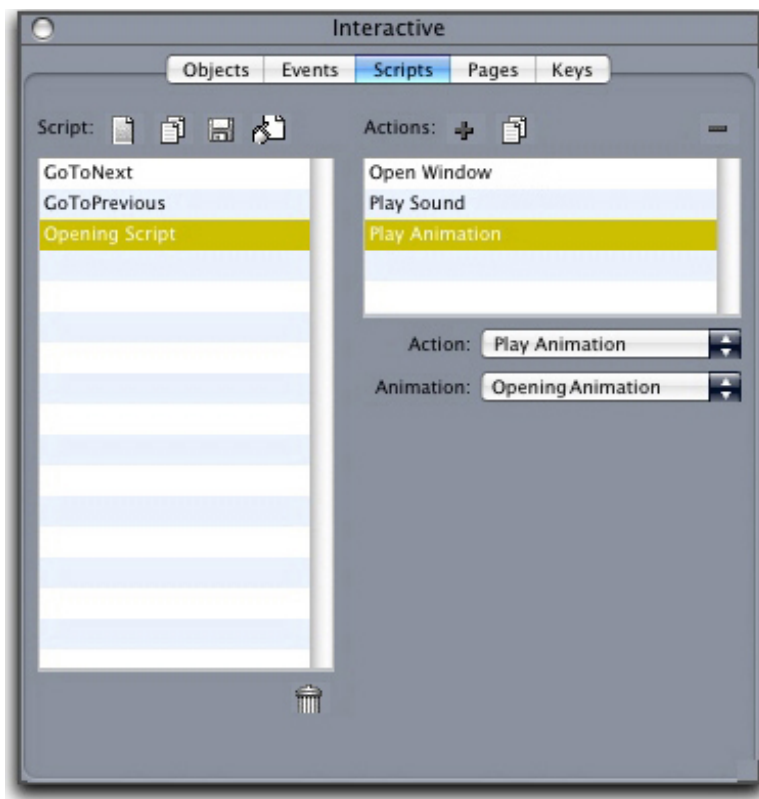 Interactive
Objects Events Scripts Pages Keys
Script:
Actions:
GoToNext
GoToPrevious
Opening Script
Open Window
Play Sound
Play Animation
Action: Play Animation
Animation: Opening Animation